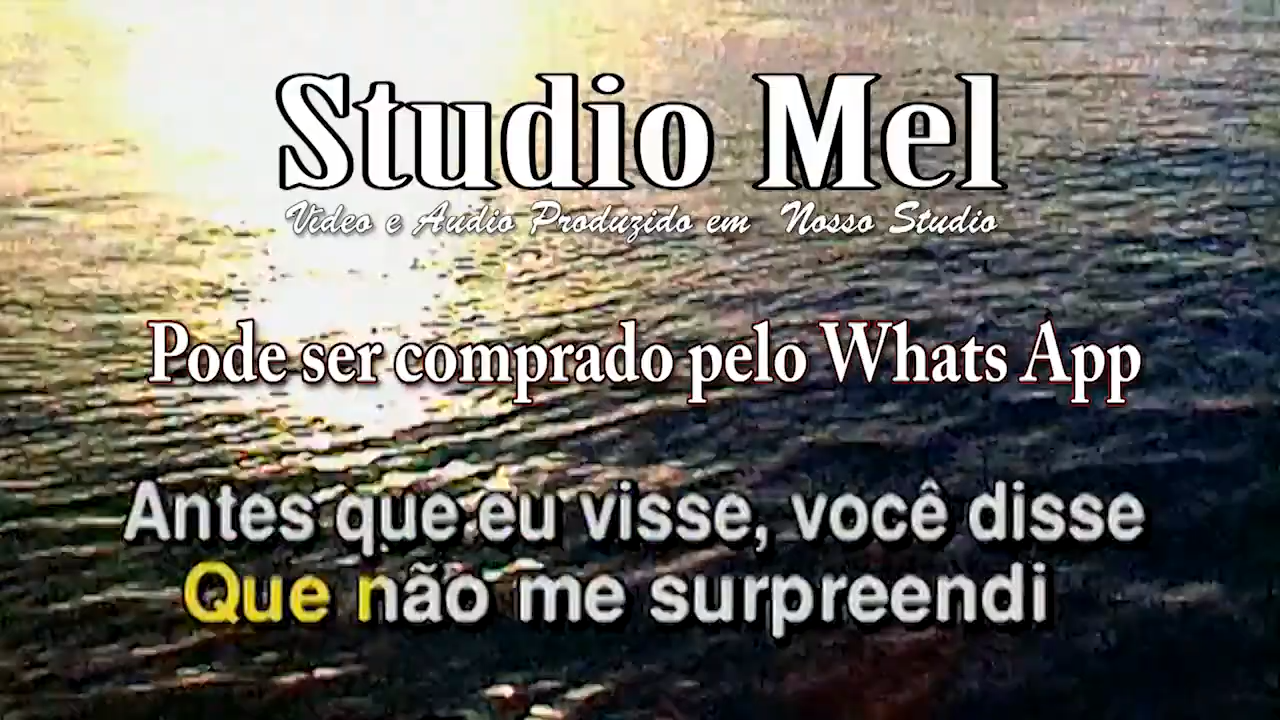 Studio Mel
Vídeo e Audio Produzido em Nosso Studio
Pode ser comprado pelo Whats App
Antes que eu visse, você disse
Que não me surpreendi